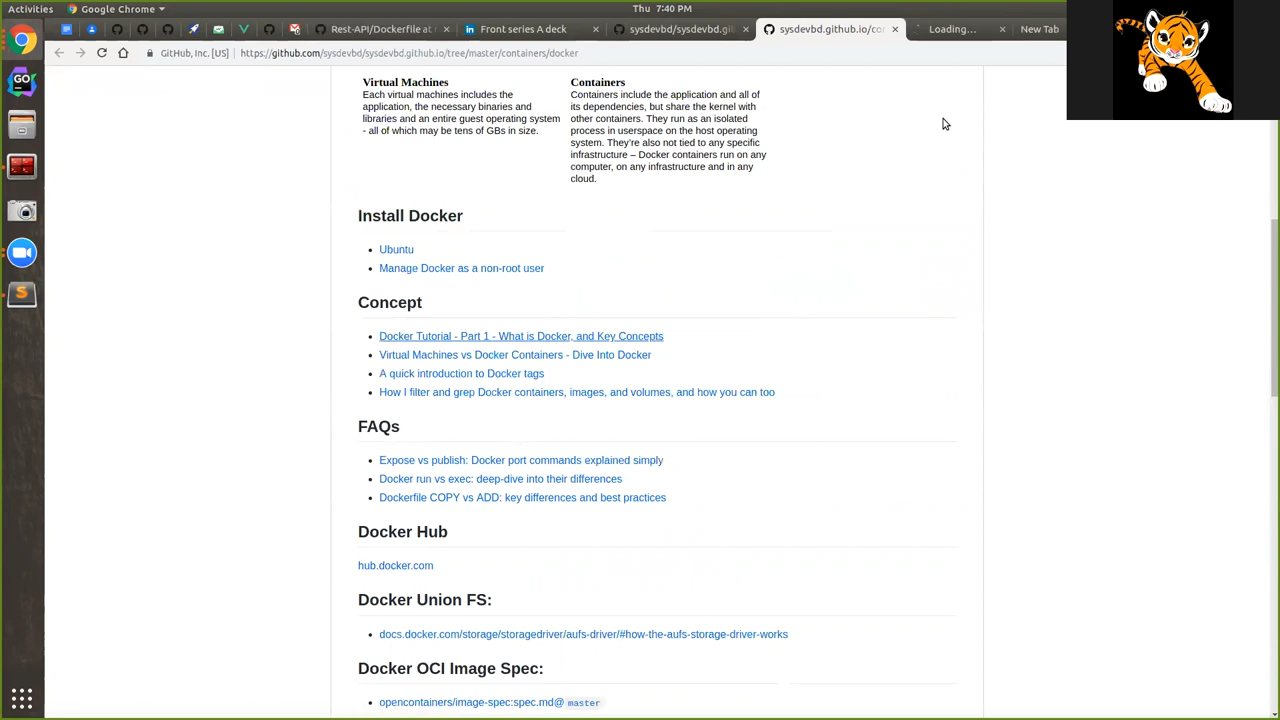 Activities
Google Chrome
Thu 7:40 PM
Rest-API/Dockerfile at
Front series A deck
sysdevbd/sysdevbd.gi
sysdevbd.github.io/co
Loading...
New Tab
GitHub, Inc. [US]
https://github.com/sysdevbd/sysdevbd.github.io/tree/master/containers/docker
Virtual Machines
Each virtual machines includes the
application, the necessary binaries and
libraries and an entire guest operating system
- all of which may be tens of GBs in size.
Containers
Containers include the application and all of
its dependencies, but share the kernel with
other containers. They run as an isolated
process in userspace on the host operating
system. They're also not tied to any specific
infrastructure – Docker containers run on any
computer, on any infrastructure and in any
cloud.
Install Docker
Ubuntu
Manage Docker as a non-root user
Concept
Docker Tutorial - Part 1 - What is Docker, and Key Concepts
Virtual Machines vs Docker Containers - Dive Into Docker
A quick introduction to Docker tags
How I filter and grep Docker containers, images, and volumes, and how you can too
FAQs
Expose vs publish: Docker port commands explained simply
Docker run vs exec: deep-dive into their differences
Dockerfile COPY vs ADD: key differences and best practices
Docker Hub
hub.docker.com
Docker Union FS:
docs.docker.com/storage/storagedriver/aufs-driver/#how-the-aufs-storage-driver-works
Docker OCI Image Spec:
opencontainers/image-spec:spec.md@ master